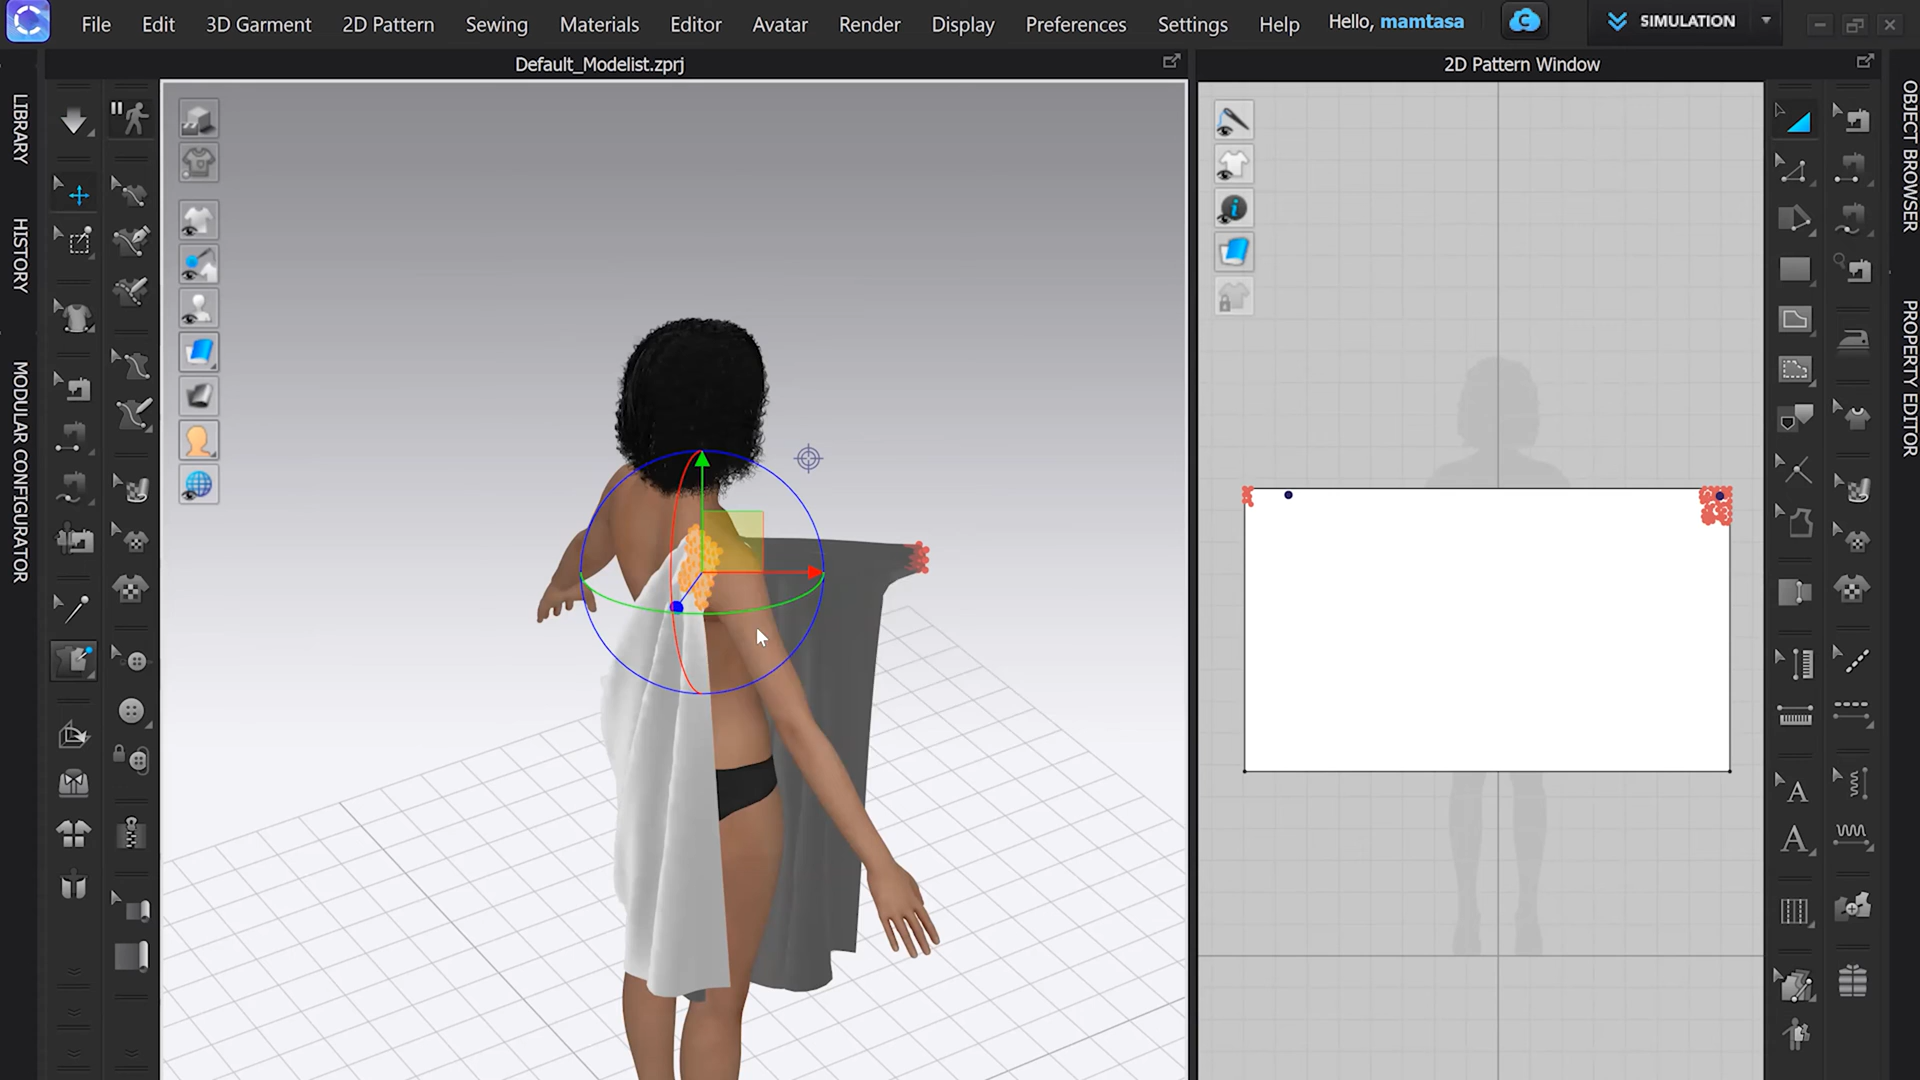 File Edit 3D Garment 2D Pattern Sewing Materials Editor Avatar Render Display Preferences Settings Help Hello, mamtasa SIMULATION
Default_Modelist.zprj
2D Pattern Window
LIBRARY
HISTORY
MODULAR CONFIGURATOR
OBJECT BROWSER
PROPERTY EDITOR